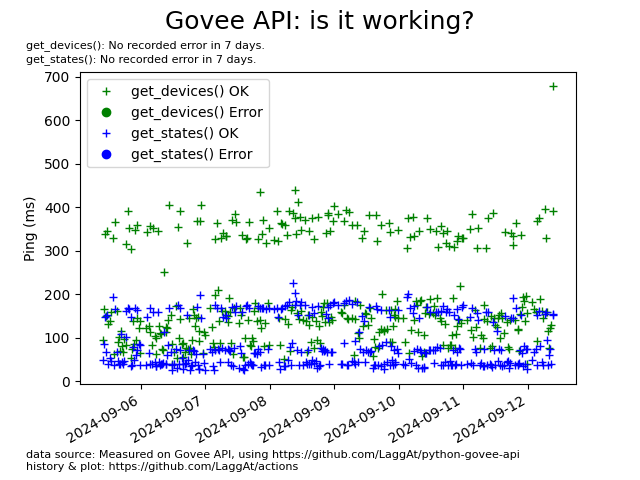 Govee API: is it working?
get_devices(): No recorded error in 7 days.
get_states(): No recorded error in 7 days.
get_devices() OK
get_devices() Error
get_states() OK
get_states() Error
Ping (ms)
700
600
500
400
300
200
100
0
2024-09-06
2024-09-07
2024-09-08
2024-09-09
2024-09-10
2024-09-11
2024-09-12
data source: Measured on Govee API, using https://github.com/LaggAt/python-govee-api
history & plot: https://github.com/LaggAt/actions